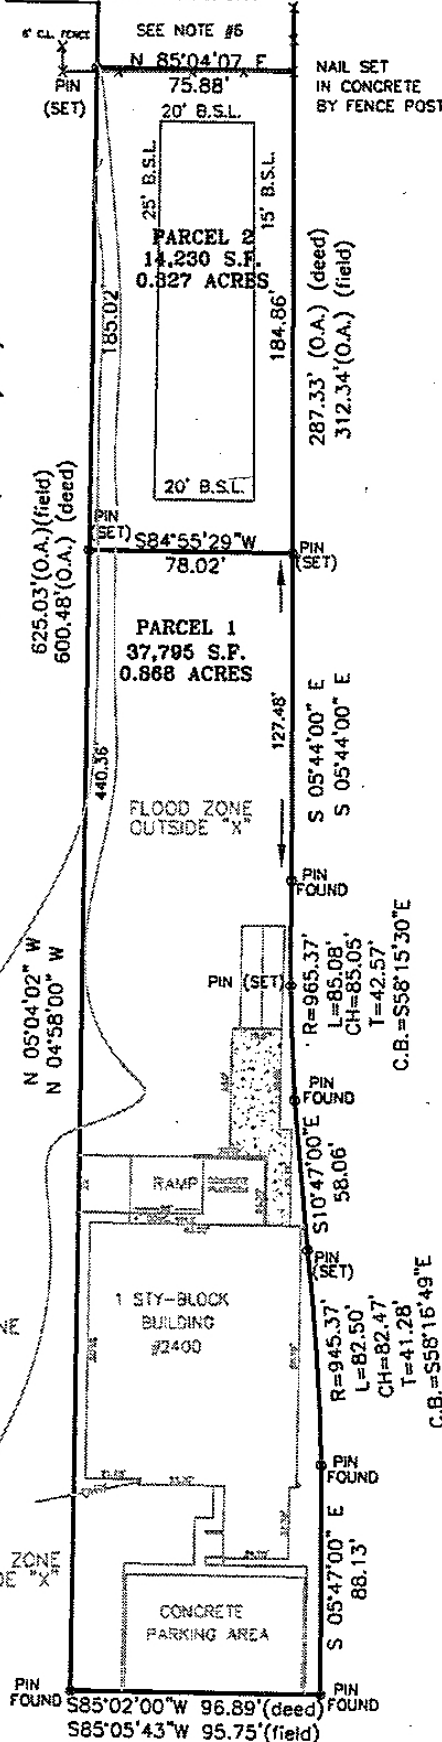 SEE NOTE #6
6' C.L. FENCE
N 85°04'07" E
75.88'
PIN
(SET)
NAIL SET
IN CONCRETE
BY FENCE POST
20' B.S.L.
25' B.S.L.
15' B.S.L.
PARCEL 2
14,230 S.F.
0.327 ACRES
185.02'
184.86'
287.33' (O.A.) (deed)
312.34'(O.A.) (field)
20' B.S.L.
625.03'(O.A.)(field)
600.48'(O.A.) (deed)
PIN
(SET)
S84°55'29"W
78.02'
PIN
(SET)
PARCEL 1
37,795 S.F.
0.868 ACRES
127.48'
S 05°44'00" E
S 05°44'00" E
440.36'
FLOOD ZONE
OUTSIDE "X"
PIN
FOUND
N 05°04'02" W
N 04°58'00" W
PIN (SET)
R=965.37'
L=85.08'
CH=85.05'
T=42.57'
C.B.=S58°15'30"E
PIN
FOUND
S10°47'00"E
58.06'
RAMP
PIN
(SET)
1 STY-BLOCK
BUILDING
#2400
R=945.37'
L=82.50'
CH=82.47'
T=41.28'
C.B.=S58°16'49"E
NE
PIN
FOUND
S 05°47'00" E
88.13'
ZONE
DE "X"
CONCRETE
PARKING AREA
PIN
FOUND
S85°02'00"W 96.89'(deed)
S85°05'43"W 95.75'(field)
PIN
FOUND